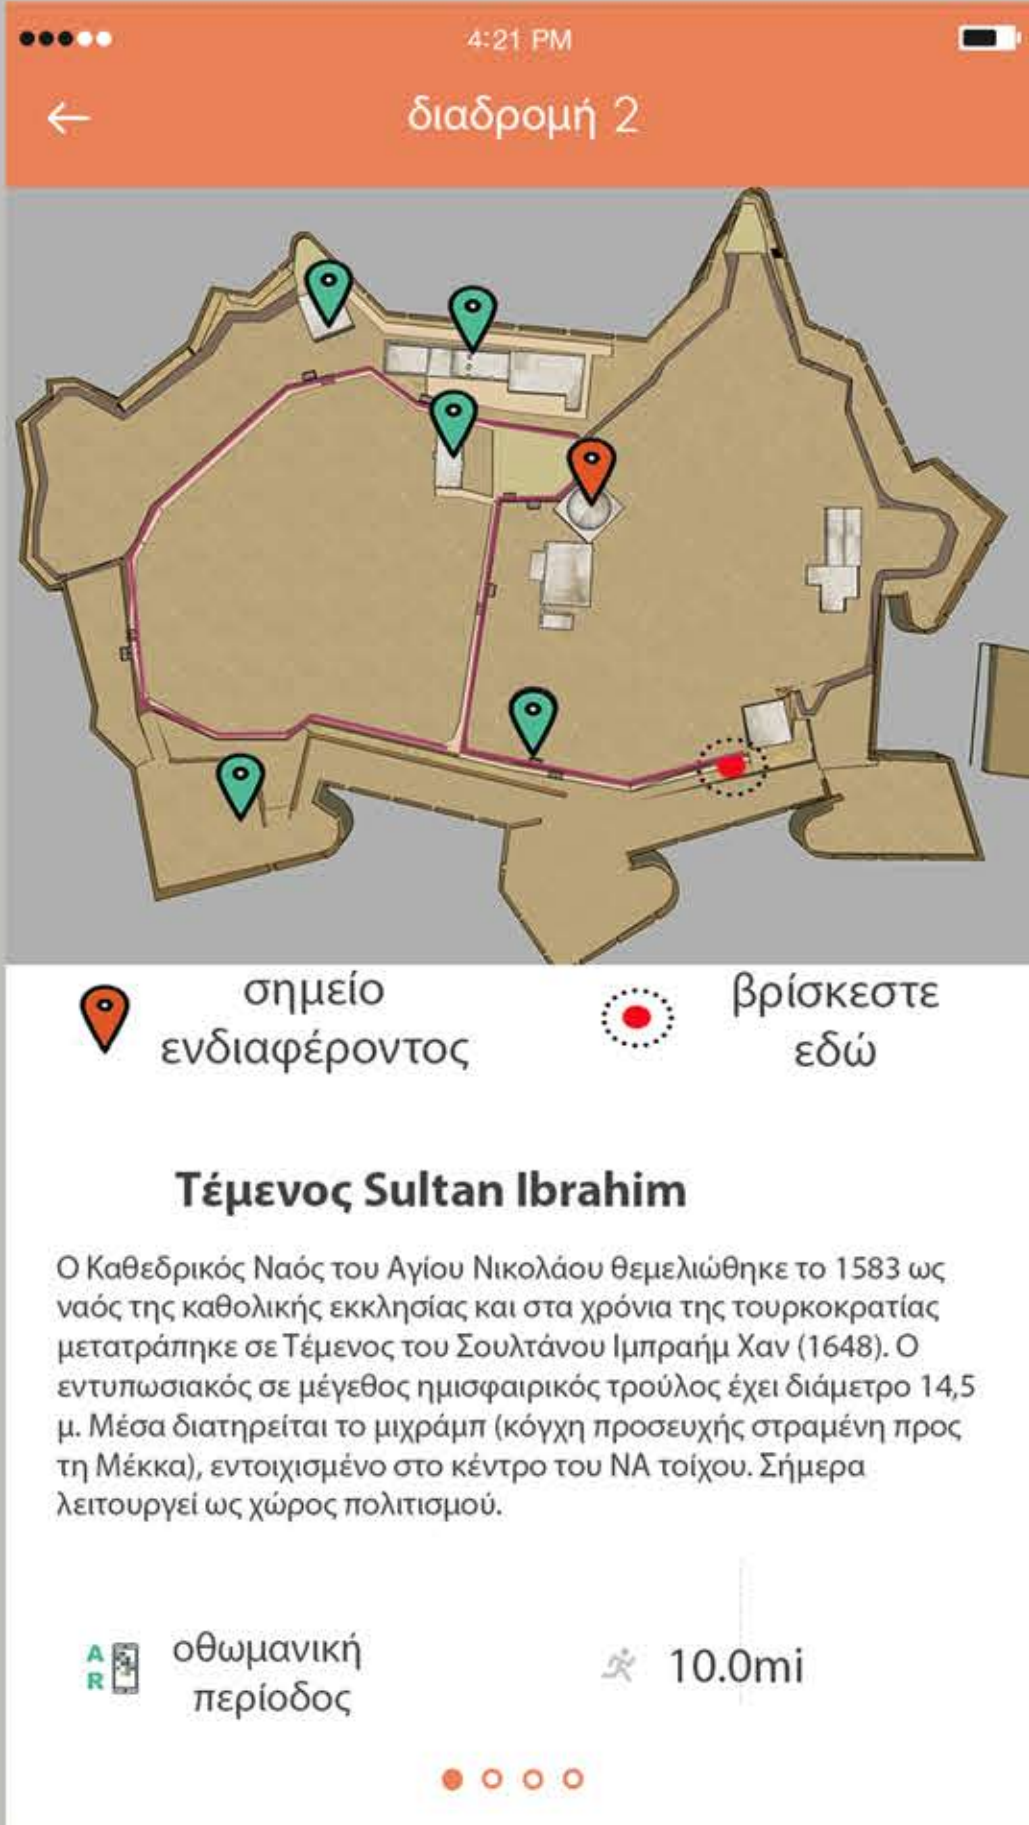 4:21 PM
διαδρομή 2
σημείο
ενδιαφέροντος
βρίσκεστε
εδώ
Τέμενος Sultan Ibrahim
Ο Καθεδρικός Ναός του Αγίου Νικολάου θεμελιώθηκε το 1583 ως
ναός της καθολικής εκκλησίας και στα χρόνια της τουρκοκρατίας
μετατράπηκε σε Τέμενος του Σουλτάνου Ιμπραήμ Χαν (1648). Ο
εντυπωσιακός σε μέγεθος ημισφαιρικός τρούλος έχει διάμετρο 14,5
μ. Μέσα διατηρείται το μιχράμπ (κόγχη προσευχής στραμένη προς
τη Μέκκα), εντοιχισμένο στο κέντρο του ΝΑ τοίχου. Σήμερα
λειτουργεί ως χώρος πολιτισμού.
A
R
οθωμανική
περίοδος
10.0mi